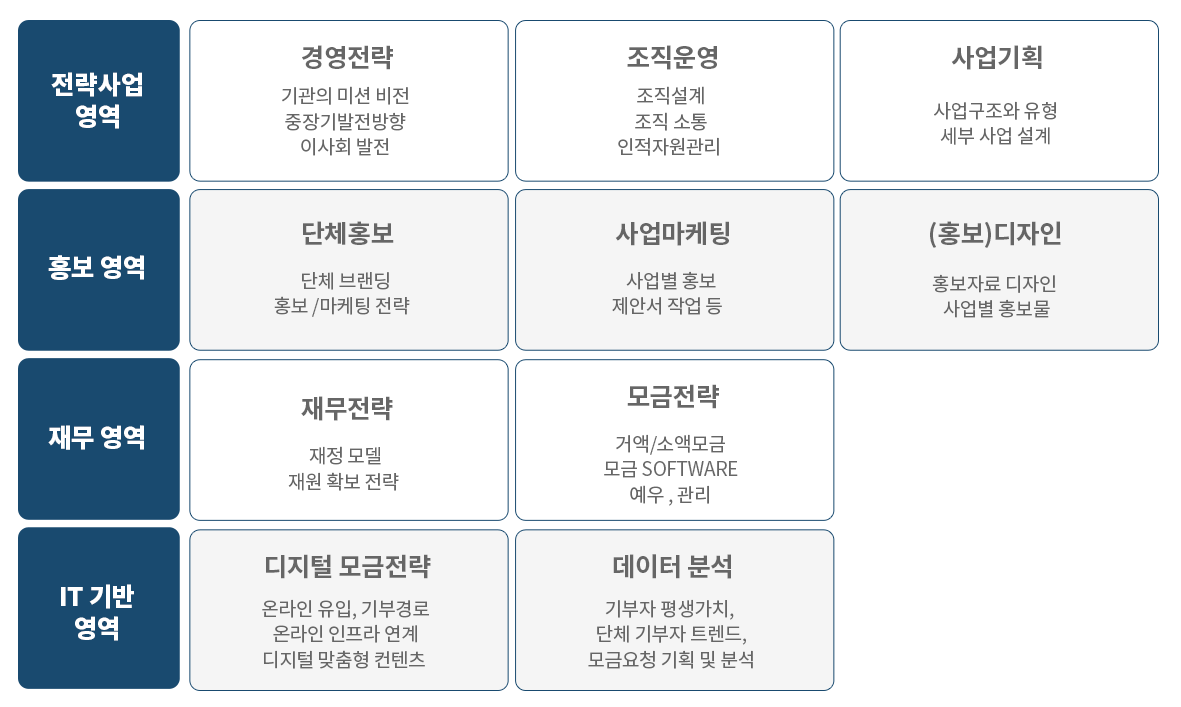 전략사업
영역
경영전략
기관의 미션 비전
중장기발전방향
이사회 발전
조직운영
조직설계
조직 소통
인적자원관리
사업기획
사업구조와 유형
세부 사업 설계
홍보 영역
단체홍보
단체 브랜딩
홍보 /마케팅 전략
사업마케팅
사업별 홍보
제안서 작업 등
(홍보)디자인
홍보자료 디자인
사업별 홍보물
재무 영역
재무전략
재정 모델
재원 확보 전략
모금전략
거액/소액모금
모금 SOFTWARE
예우 , 관리
IT 기반
영역
디지털 모금전략
온라인 유입, 기부경로
온라인 인프라 연계
디지털 맞춤형 컨텐츠
데이터 분석
기부자 평생가치,
단체 기부자 트렌드,
모금요청 기획 및 분석